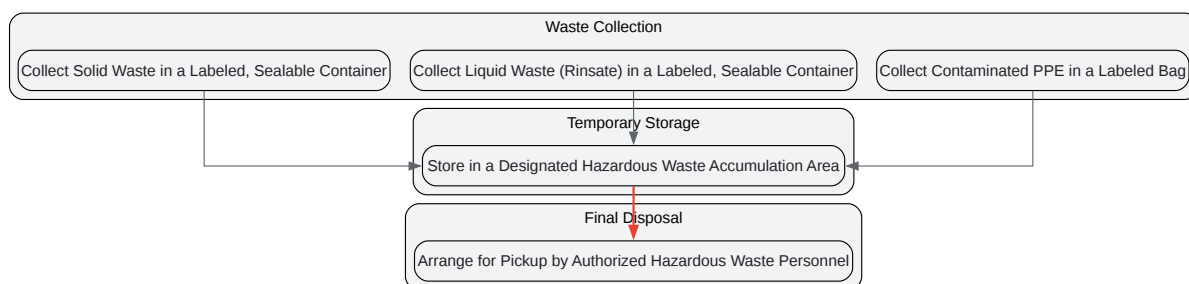 Waste Collection
Collect Solid Waste in a Labeled, Sealable Container
Collect Liquid Waste (Rinsate) in a Labeled, Sealable Container
Collect Contaminated PPE in a Labeled Bag
Temporary Storage
Store in a Designated Hazardous Waste Accumulation Area
Final Disposal
Arrange for Pickup by Authorized Hazardous Waste Personnel